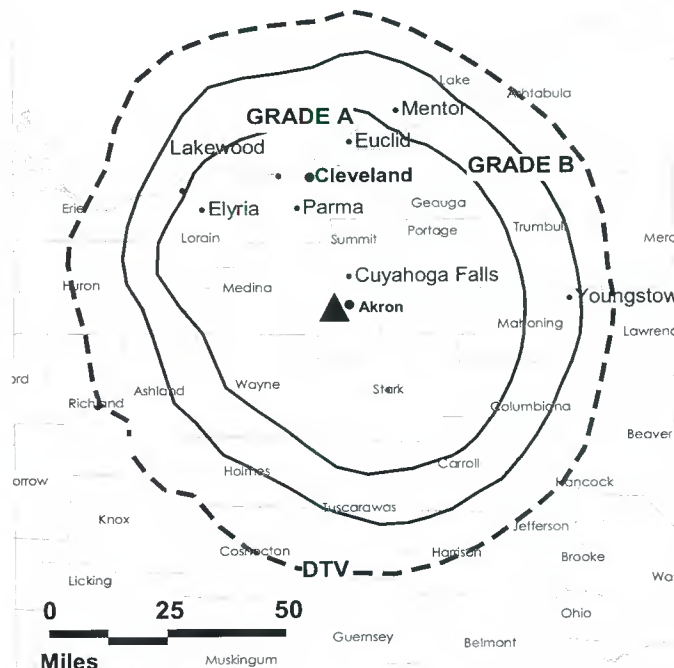 Lake
Ashtabula
GRADE A
Mentor
Lakewood
Euclid
GRADE B
Cleveland
Erie
Elyria
Parma
Geauga
Lorain
Summit
Portage
Trumbull
Merc
Huron
Medina
Cuyahoga Falls
Akron
Youngstow
Mahoning
Lawrenc
ord
Richland
Ashland
Wayne
Stark
Columbiana
Beaver
orrow
Holmes
Carroll
Hancock
Knox
Tuscarawas
Jefferson
Coshocton
Harrison
Brooke
DTV
Licking
Wa
0 25 50
Ohio
Miles
Guernsey
Belmont
Muskingum